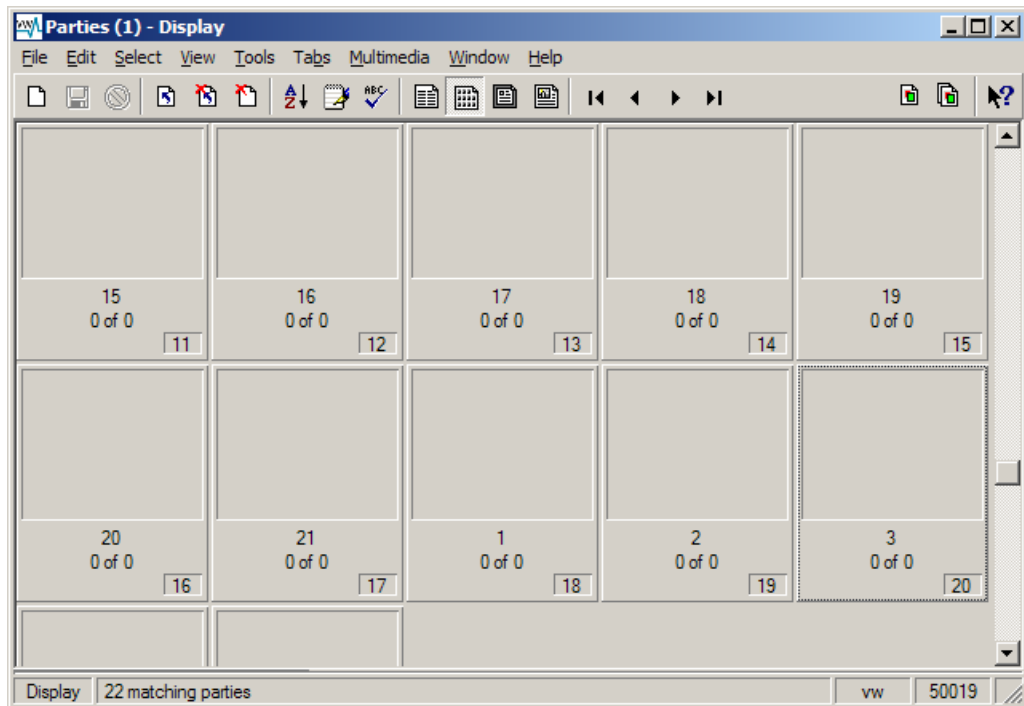 Parties (1) - Display
File Edit Select View Tools Tabs Multimedia Window Help
15 16 17 18 19
0 of 0 0 of 0 0 of 0 0 of 0 0 of 0
11 12 13 14 15
20 21 1 2 3
0 of 0 0 of 0 0 of 0 0 of 0 0 of 0
16 17 18 19 20
Display 22 matching parties vw 50019